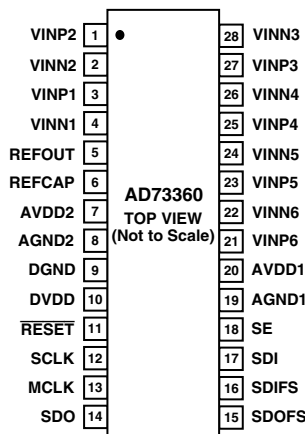 VINP2 1 28 VINN3
VINN2 2 27 VINP3
VINP1 3 26 VINN4
VINN1 4 25 VINP4
REFOUT 5 24 VINN5
REFCAP 6 23 VINP5
AD73360
AVDD2 7 22 VINN6
TOP VIEW
AGND2 8 21 VINP6
(Not to Scale)
DGND 9 20 AVDD1
DVDD 10 19 AGND1
RESET 11 18 SE
SCLK 12 17 SDI
MCLK 13 16 SDIFS
SDO 14 15 SDOFS